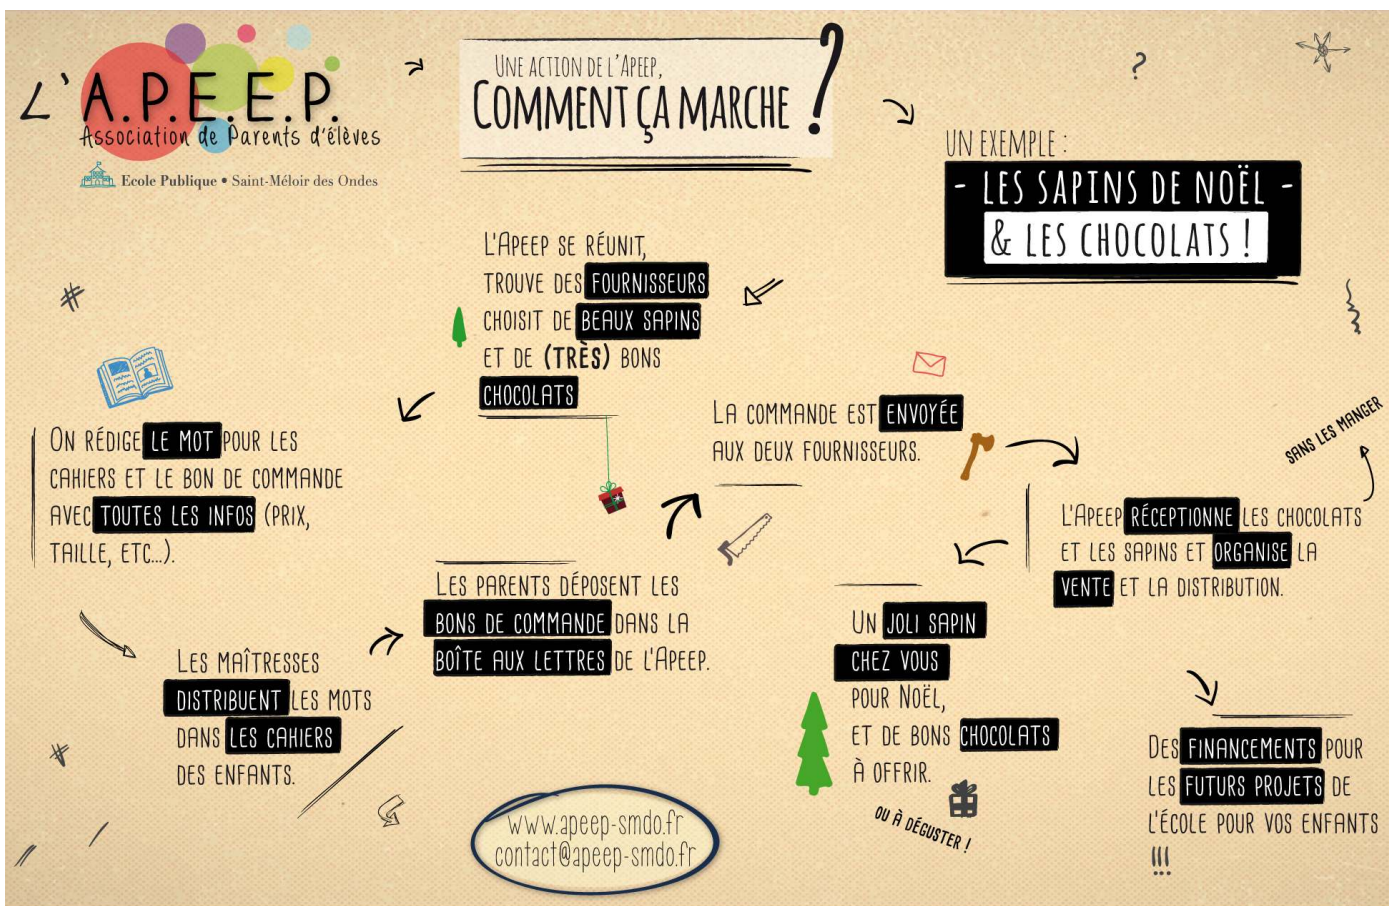 L'A.P.E.E.P.
Association de Parents d'élèves
Ecole Publique • Saint-Méloir des Ondes
UNE ACTION DE L'APEEP,
COMMENT ÇA MARCHE ?
?
UN EXEMPLE :
- LES SAPINS DE NOËL -
& LES CHOCOLATS !
L'APEEP SE RÉUNIT,
TROUVE DES FOURNISSEURS
CHOISIT DE BEAUX SAPINS
ET DE (TRÈS) BONS
CHOCOLATS
ON RÉDIGE LE MOT POUR LES
CAHIERS ET LE BON DE COMMANDE
AVEC TOUTES LES INFOS (PRIX,
TAILLE, ETC...).
LES MAÎTRESSES
DISTRIBUENT LES MOTS
DANS LES CAHIERS
DES ENFANTS.
LES PARENTS DÉPOSENT LES
BONS DE COMMANDE DANS LA
BOÎTE AUX LETTRES DE L'APEEP.
LA COMMANDE EST ENVOYÉE
AUX DEUX FOURNISSEURS.
L'APEEP RÉCEPTIONNE LES CHOCOLATS
ET LES SAPINS ET ORGANISE LA
VENTE ET LA DISTRIBUTION.
SANS LES MANGER
UN JOLI SAPIN
CHEZ VOUS
POUR NOËL,
ET DE BONS CHOCOLATS
À OFFRIR.
OU À DÉGUSTER !
DES FINANCEMENTS POUR
LES FUTURS PROJETS DE
L'ÉCOLE POUR VOS ENFANTS
!!!
www.apeep-smdo.fr
contact@apeep-smdo.fr